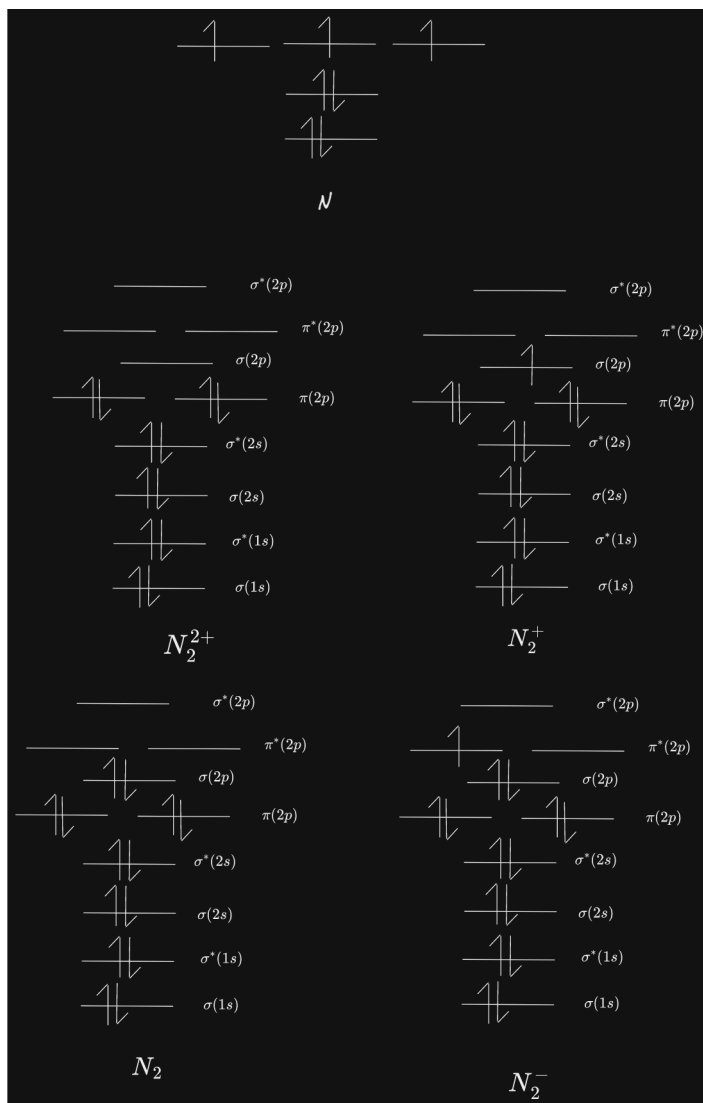 N
σ*(2p)
π*(2p)
σ(2p)
π(2p)
σ*(2s)
σ(2s)
σ*(1s)
σ(1s)
N₂²⁺
σ*(2p)
π*(2p)
σ(2p)
π(2p)
σ*(2s)
σ(2s)
σ*(1s)
σ(1s)
N₂⁺
σ*(2p)
π*(2p)
σ(2p)
π(2p)
σ*(2s)
σ(2s)
σ*(1s)
σ(1s)
N₂
σ*(2p)
π*(2p)
σ(2p)
π(2p)
σ*(2s)
σ(2s)
σ*(1s)
σ(1s)
N₂⁻